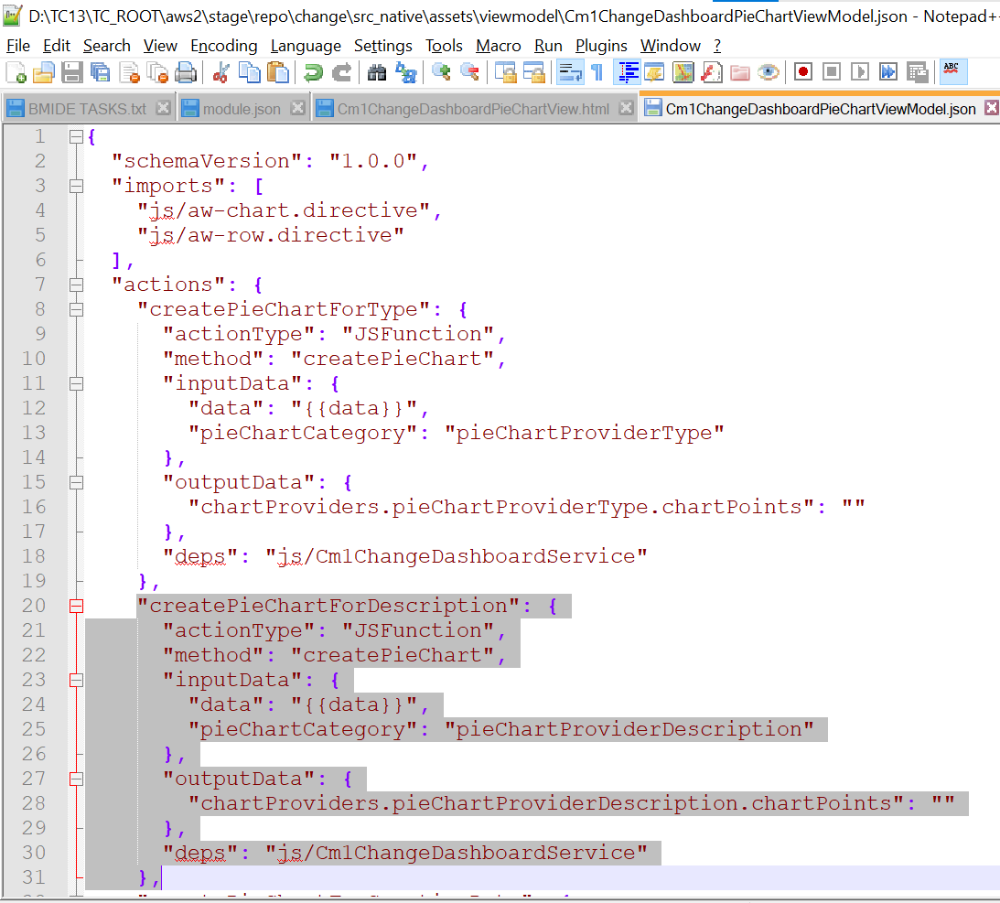 D:\TC13\TC_ROOT\aws2\stage\repo\change\src_native\assets\viewmodel\Cm1ChangeDashboardPieChartViewModel.json - Notepad+
File Edit Search View Encoding Language Settings Tools Macro Run Plugins Window ?
ABC
BMIDE TASKS.txt module.json Cm1ChangeDashboardPieChartView.html Cm1ChangeDashboardPieChartViewModel.json
1 {
2 "schemaVersion": "1.0.0",
3 "imports": [
4 "js/aw-chart.directive",
5 "js/aw-row.directive"
6 ],
7 "actions": {
8 "createPieChartForType": {
9 "actionType": "JSFunction",
10 "method": "createPieChart",
11 "inputData": {
12 "data": "{{data}}",
13 "pieChartCategory": "pieChartProviderType"
14 },
15 "outputData": {
16 "chartProviders.pieChartProviderType.chartPoints": ""
17 },
18 "deps": "js/Cm1ChangeDashboardService"
19 },
20 "createPieChartForDescription": {
21 "actionType": "JSFunction",
22 "method": "createPieChart",
23 "inputData": {
24 "data": "{{data}}",
25 "pieChartCategory": "pieChartProviderDescription"
26 },
27 "outputData": {
28 "chartProviders.pieChartProviderDescription.chartPoints": ""
29 },
30 "deps": "js/Cm1ChangeDashboardService"
31 },